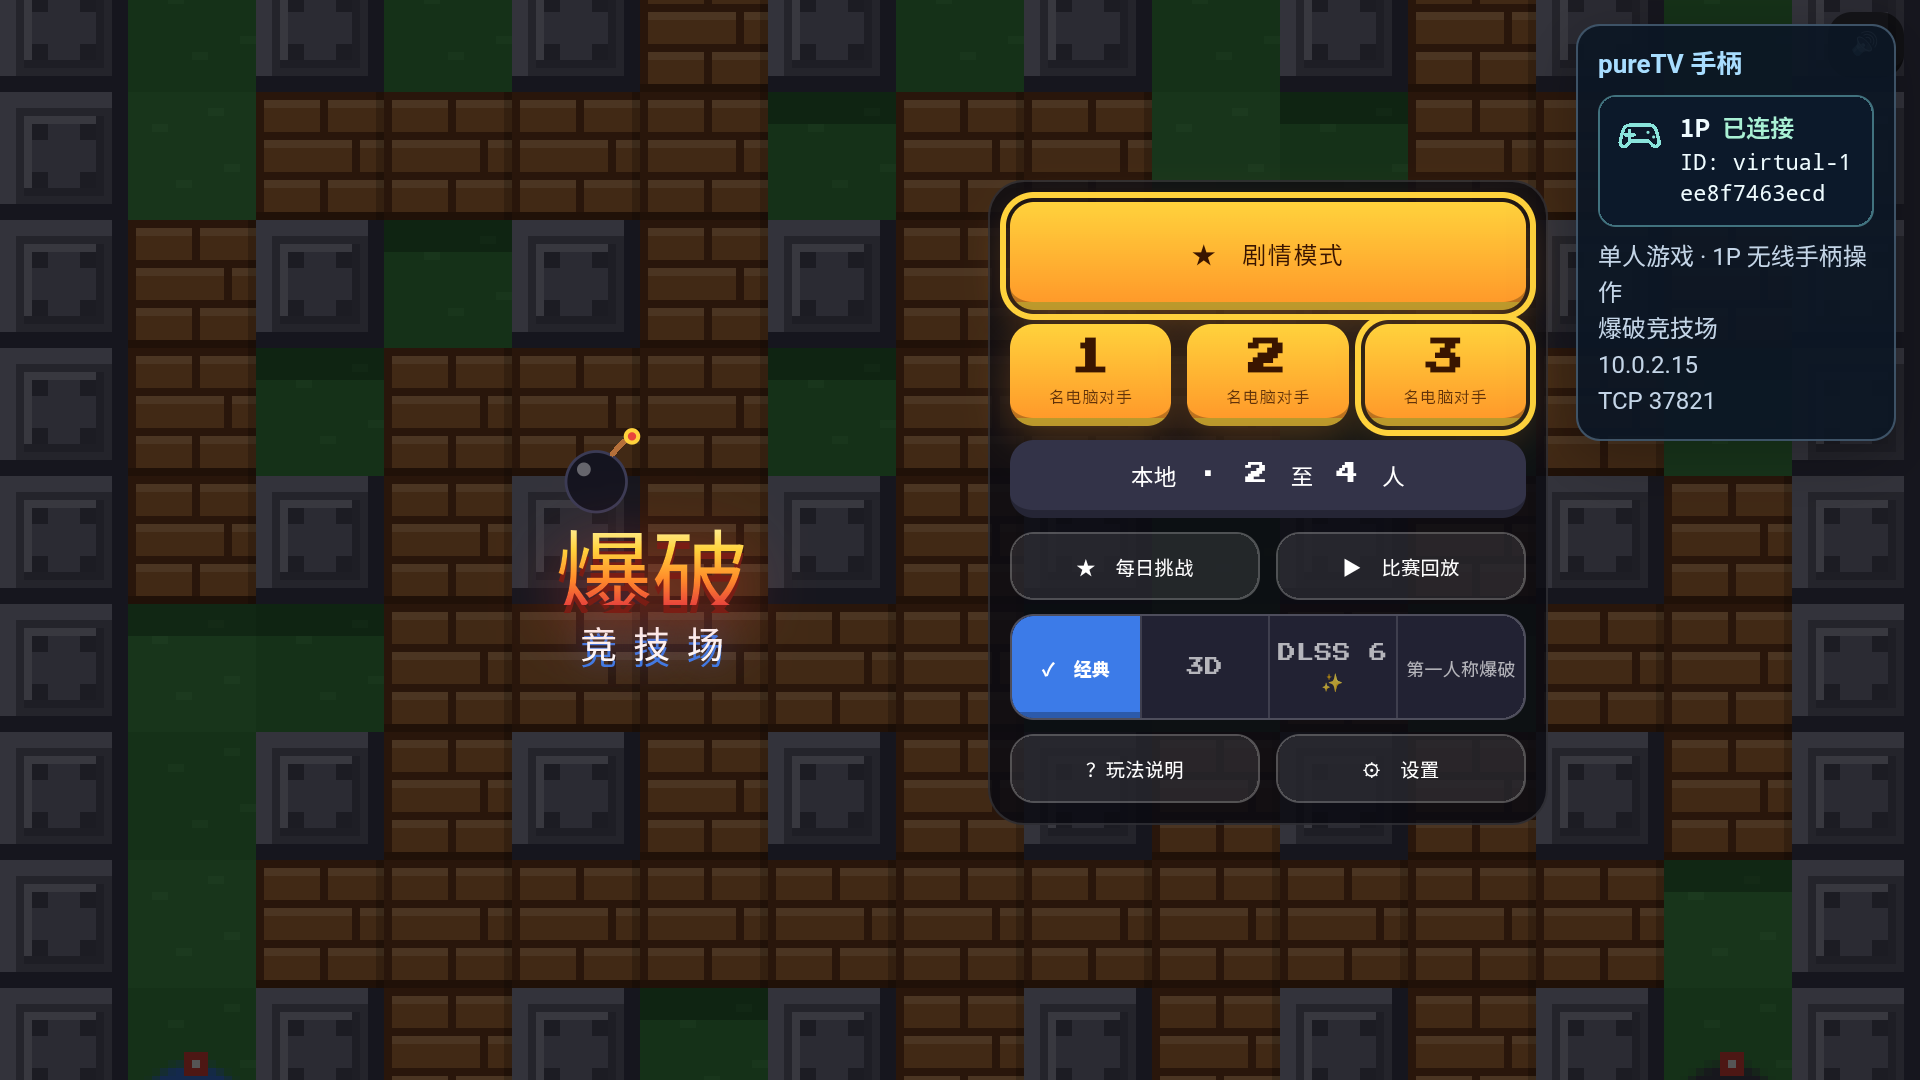 爆破
竞技场
★ 剧情模式
1
名电脑对手
2
名电脑对手
3
名电脑对手
本地 · 2 至 4 人
★ 每日挑战
▶ 比赛回放
✓ 经典
3D
DLSS 6
✨
第一人称爆破
? 玩法说明
⚙ 设置
pureTV 手柄
1P 已连接
ID: virtual-1
ee8f7463ecd
单人游戏 · 1P 无线手柄操
作
爆破竞技场
10.0.2.15
TCP 37821